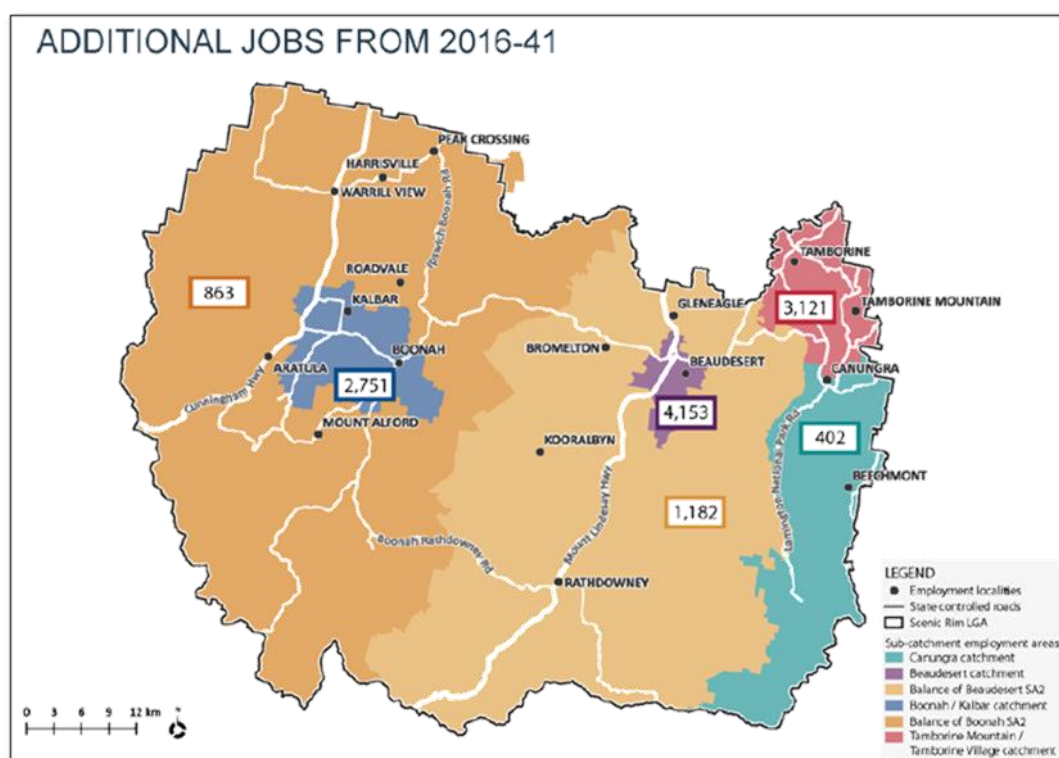 ADDITIONAL JOBS FROM 2016-41
PEAK CROSSING
HARRISVILLE
WARRILL VIEW
Ipswich Boonah Rd
ROADVALE
863
KALBAR
TAMBORINE
3,121
TAMBORINE MOUNTAIN
GLENEAGLE
BROMELTON
BOONAH
ARATULA
BEAUDESERT
CANUNGRA
2,751
Cunningham Hwy
4,153
MOUNT ALFORD
402
KOORALBYN
Lamington National Park Rd
BEECHMONT
1,182
Mount Lindesay Hwy
Boonah Rathdowney Rd
RATHDOWNEY
LEGEND
Employment localities
State controlled roads
Scenic Rim LGA
Sub-catchment employment areas
Canungra catchment
Beaudesert catchment
Balance of Beaudesert SA2
Boonah / Kalbar catchment
Balance of Boonah SA2
Tamborine Mountain /
Tamborine Village catchment
0 3 6 12 km
N